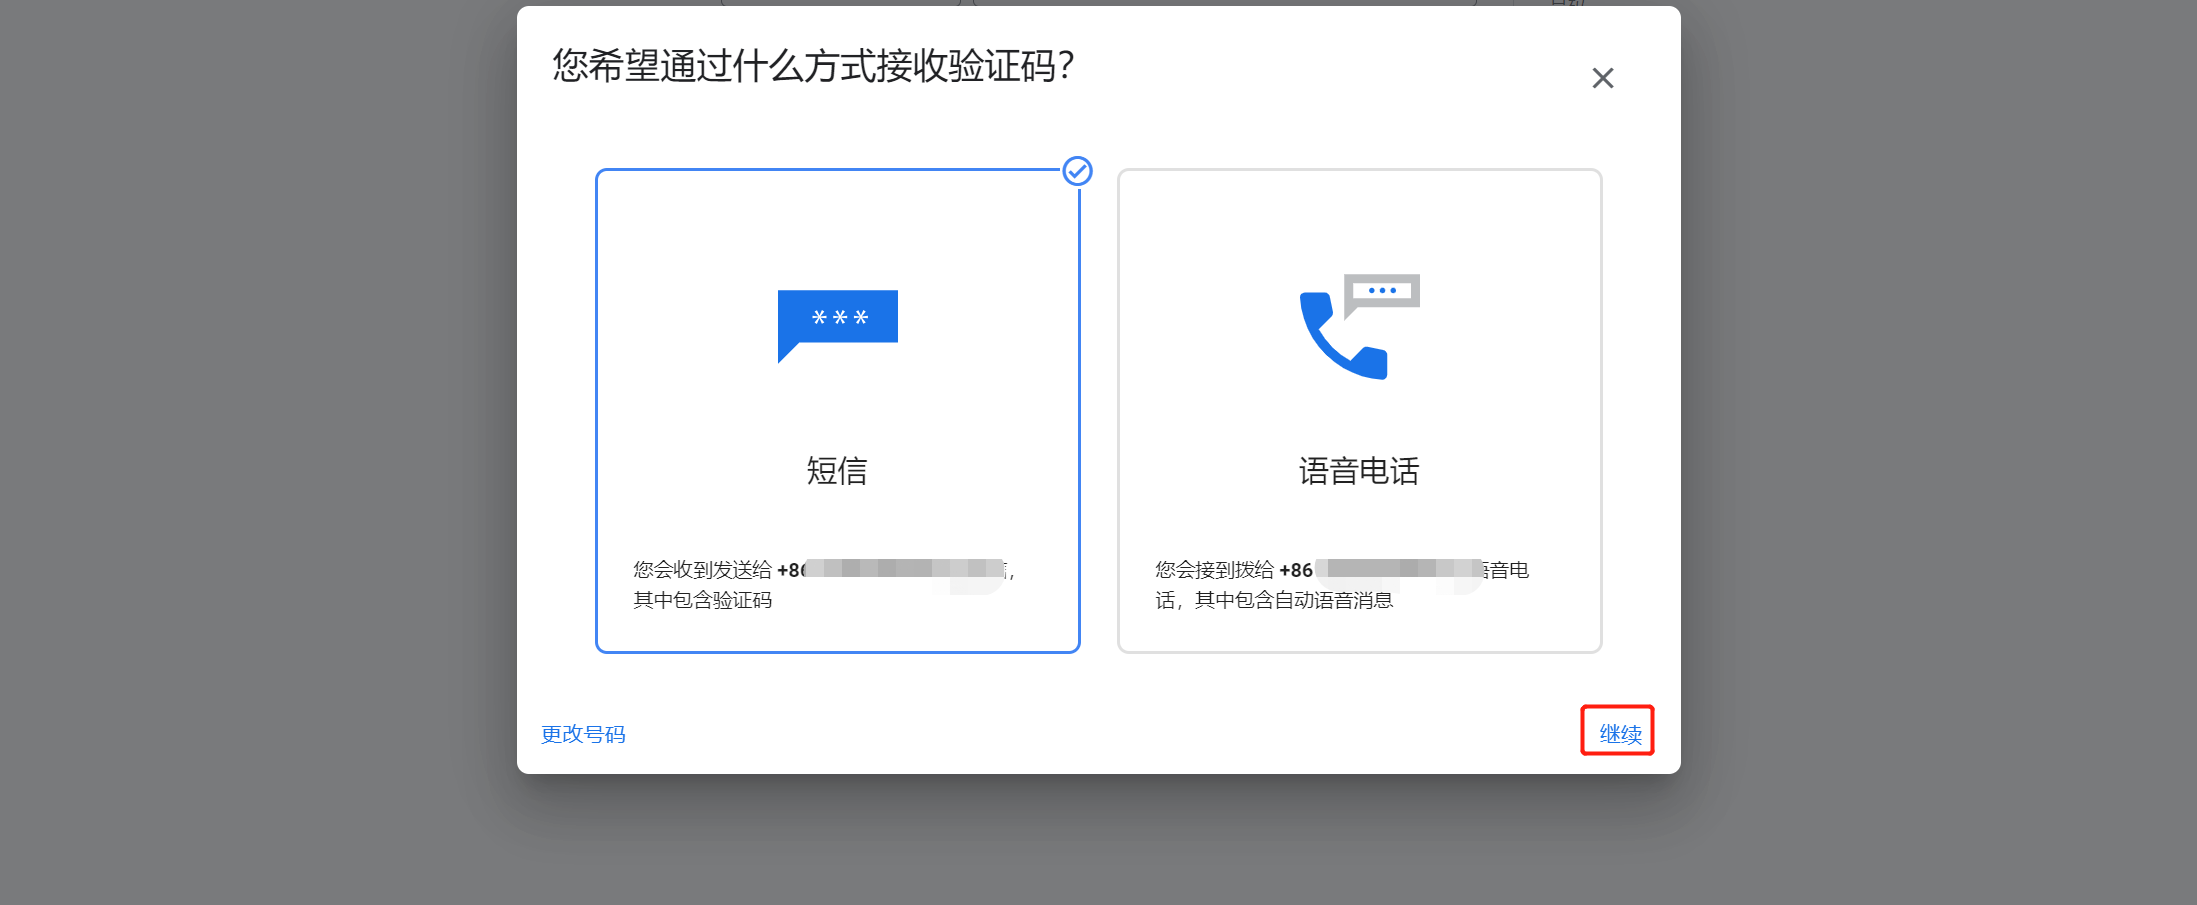 您希望通过什么方式接收验证码？
***
短信
语音电话
您会收到发送给 +86
，
其中包含验证码
您会接到拨给 +86
语音电
话，其中包含自动语音消息
更改号码
继续